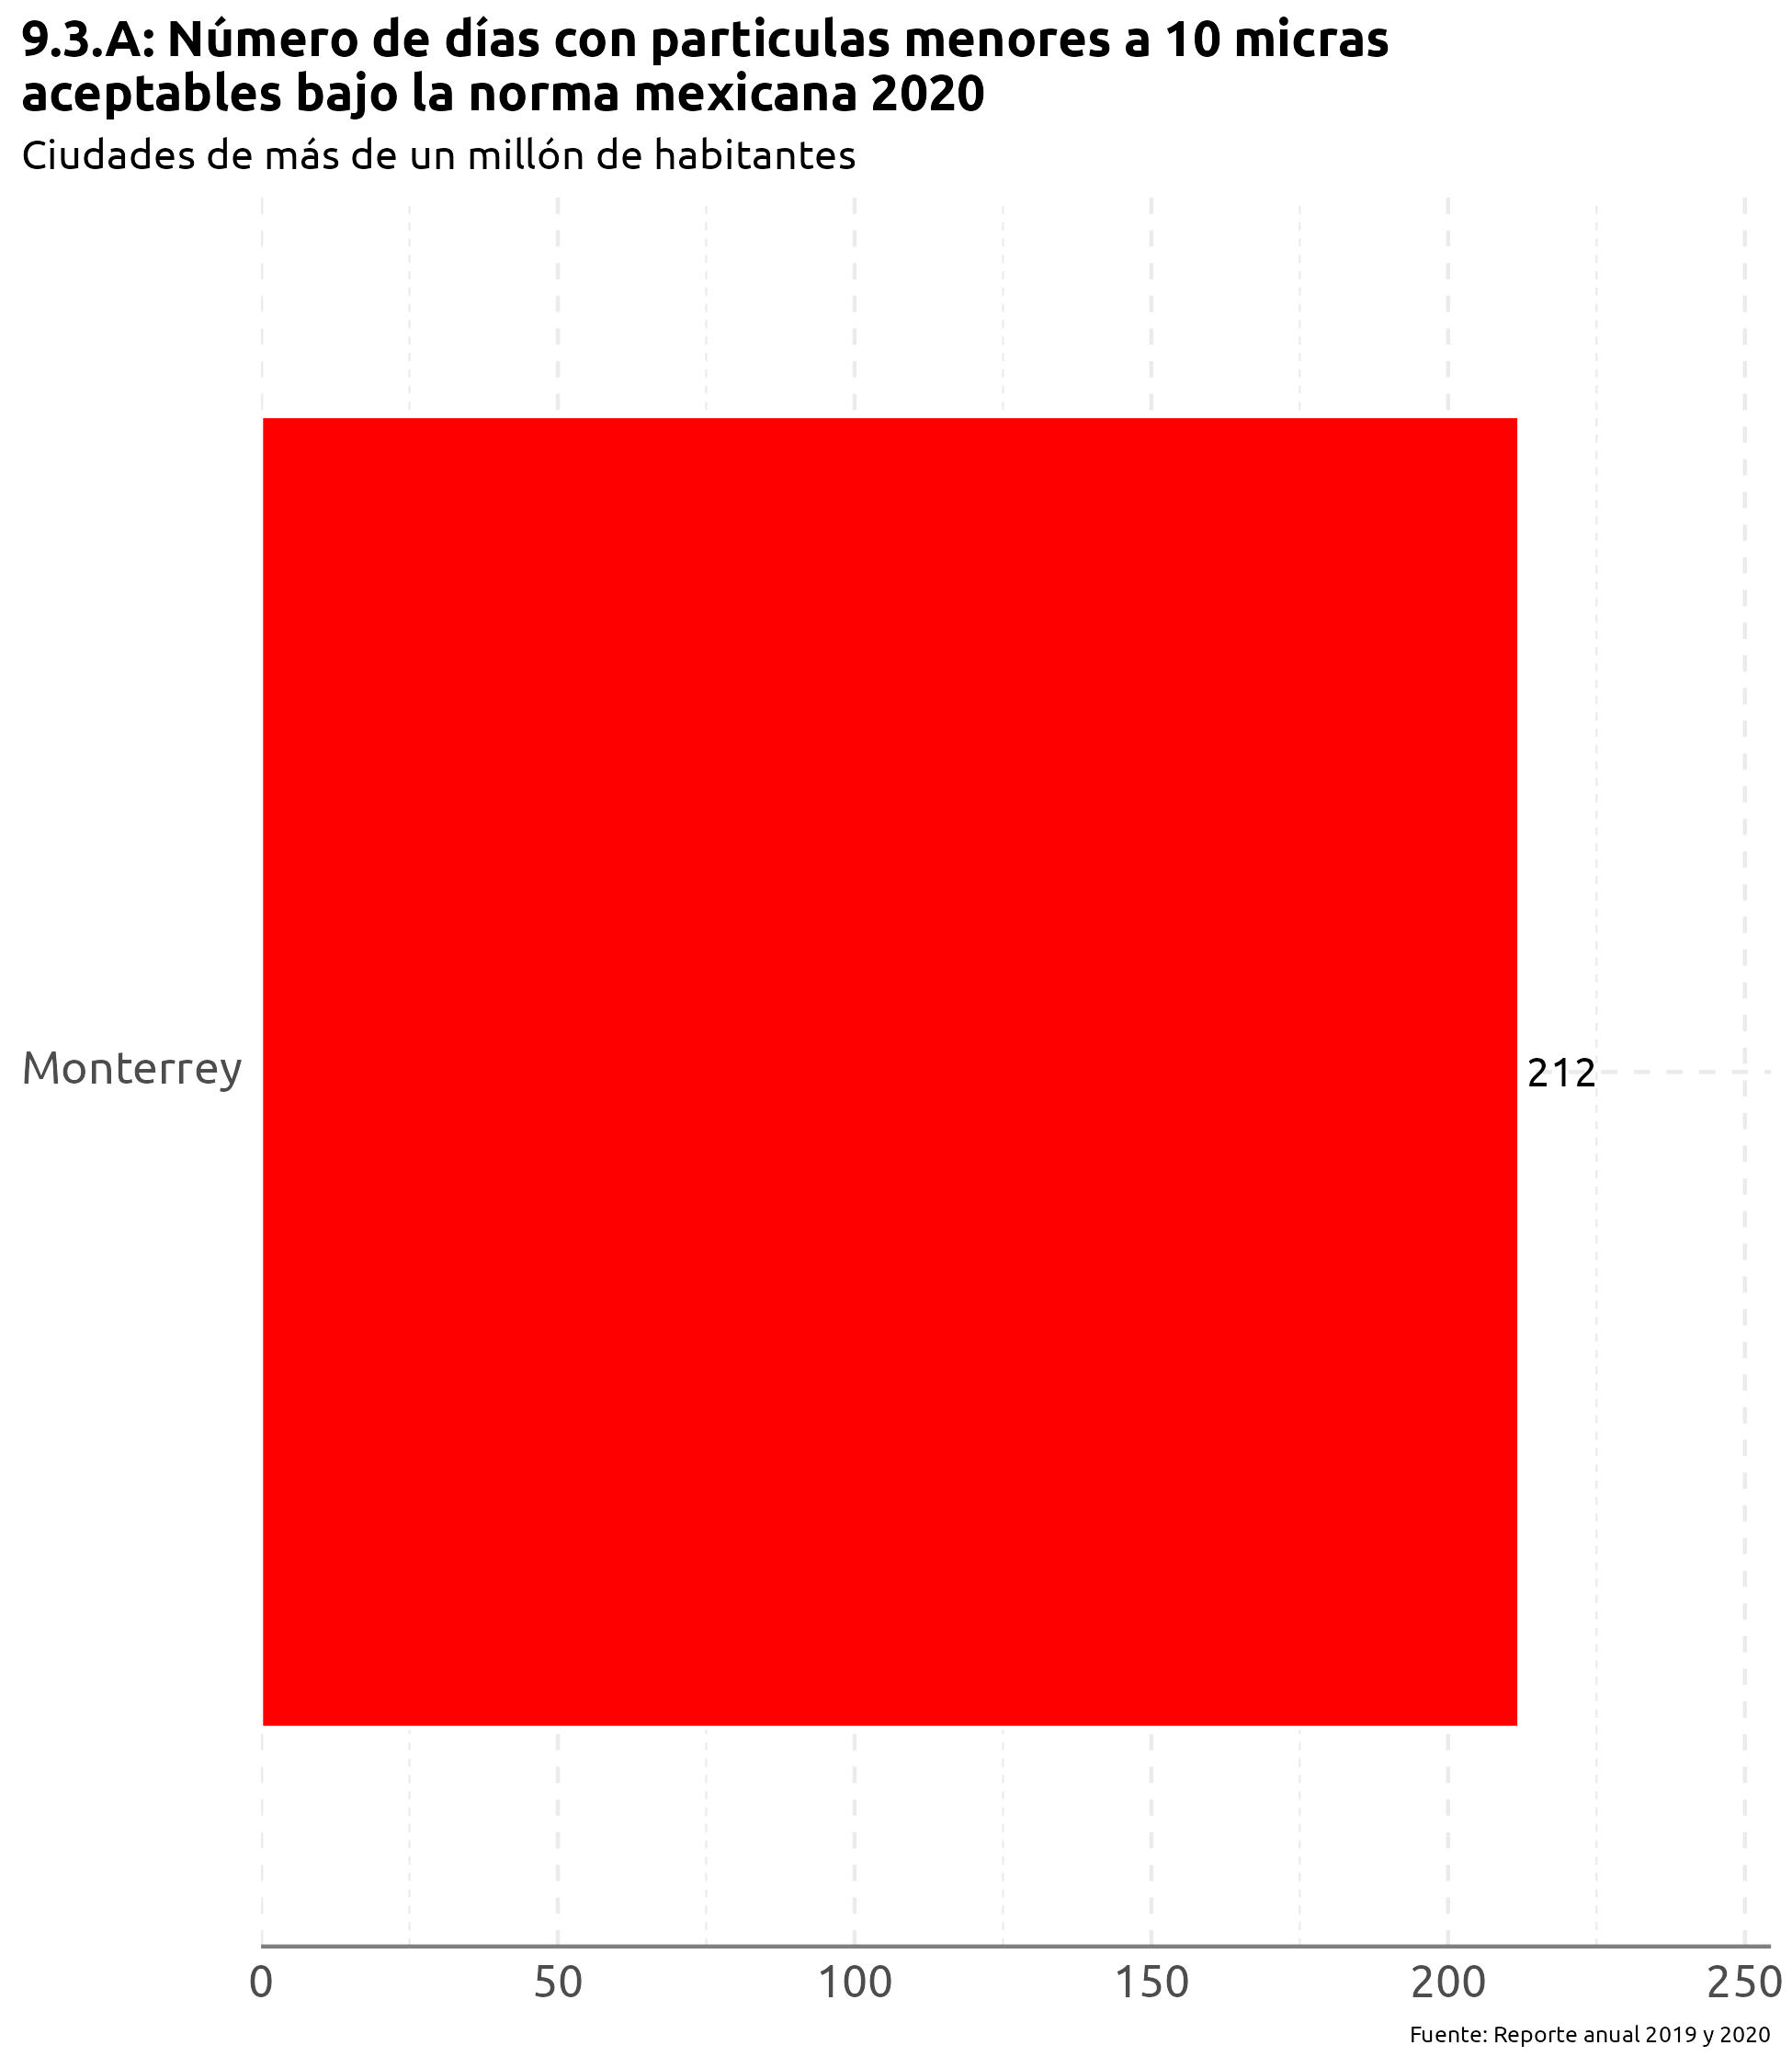 9.3.A: Número de días con particulas menores a 10 micras
aceptables bajo la norma mexicana 2020
Ciudades de más de un millón de habitantes
Monterrey
212
0 50 100 150 200 250
Fuente: Reporte anual 2019 y 2020